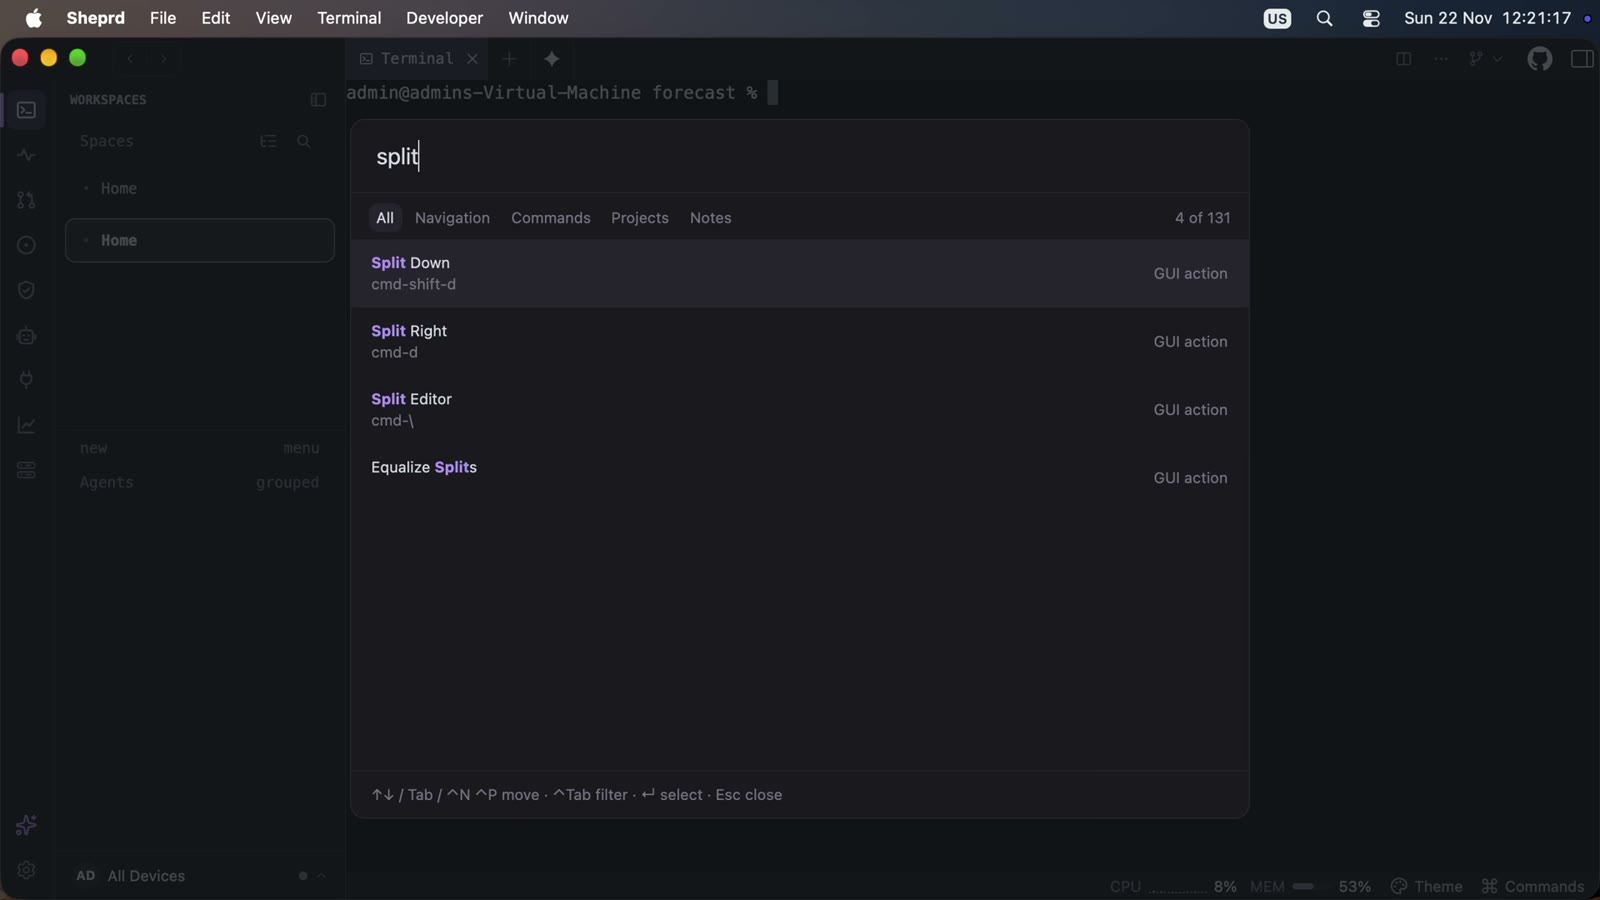 Sheprd File Edit View Terminal Developer Window US Sun 22 Nov 12:21:17
Terminal
WORKSPACES
admin@admins-Virtual-Machine forecast %
Spaces
Home
Home
new menu
Agents grouped
AD All Devices
split
All Navigation Commands Projects Notes 4 of 131
Split Down
cmd-shift-d
GUI action
Split Right
cmd-d
GUI action
Split Editor
cmd-\
GUI action
Equalize Splits
GUI action
↑↓ / Tab / ^N ^P move · ^Tab filter · ↵ select · Esc close
CPU 8% MEM 53% Theme ⌘ Commands